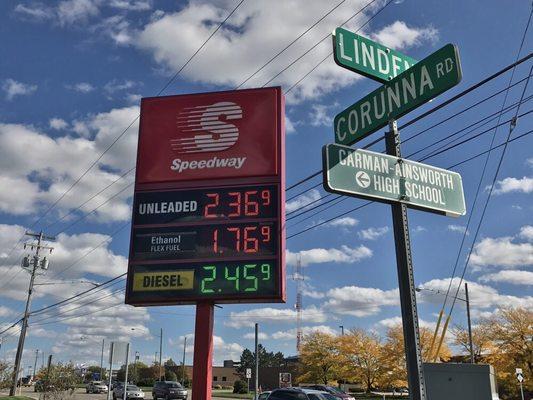 LINDEN
CORUNNA RD
CARMAN-AINSWORTH
HIGH SCHOOL
S
Speedway
UNLEADED 2.36 9
Ethanol
FLEX FUEL
1.76 9
DIESEL 2.45 9